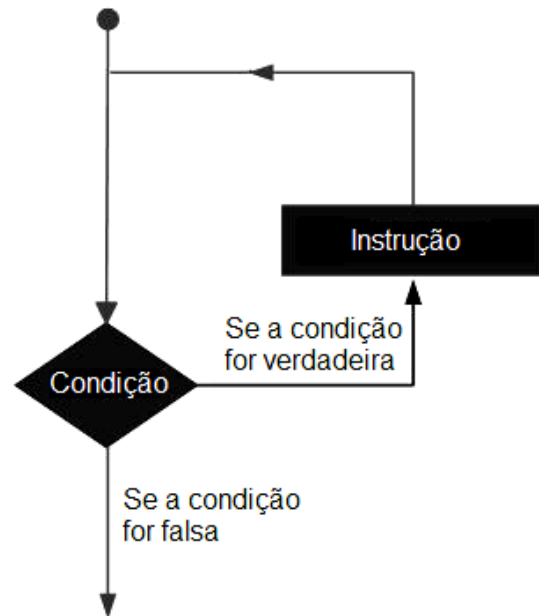 Instrução
Se a condição
for verdadeira
Condição
Se a condição
for falsa